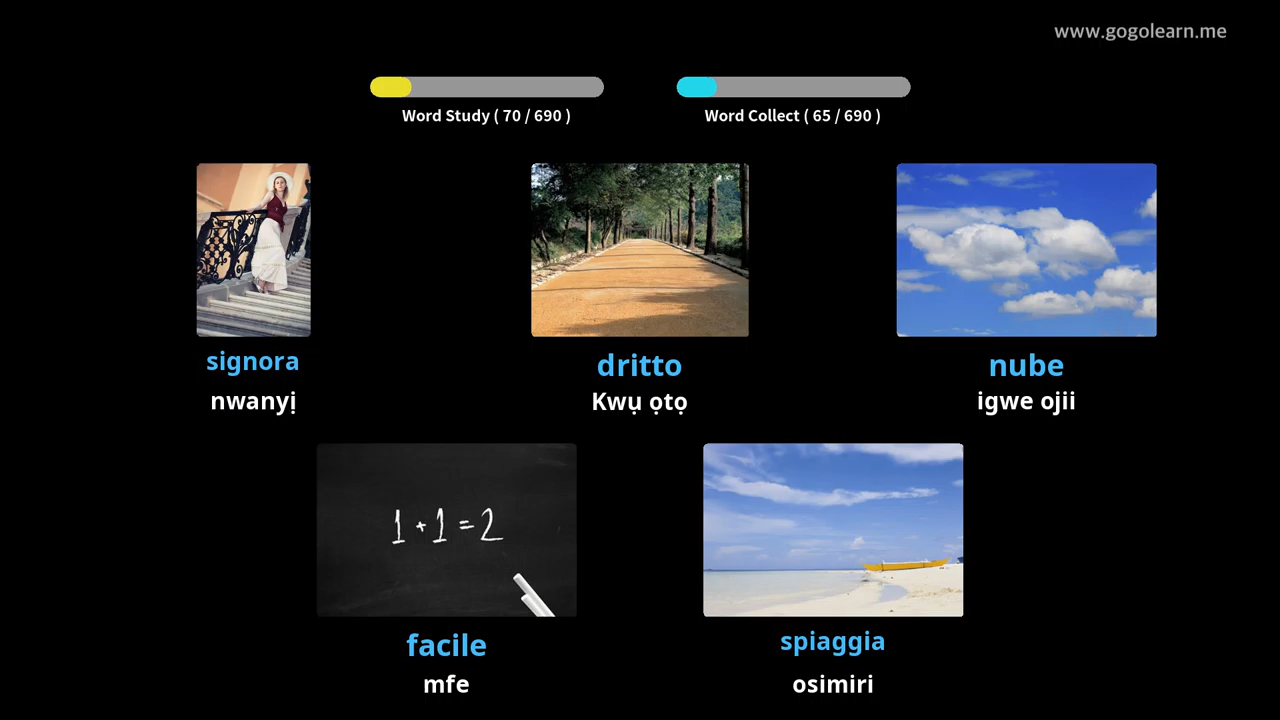 www.gogolearn.me
Word Study ( 70 / 690 )
Word Collect ( 65 / 690 )
signora
nwanyị
dritto
Kwụ ọtọ
nube
igwe ojii
1 + 1 = 2
facile
mfe
spiaggia
osimiri